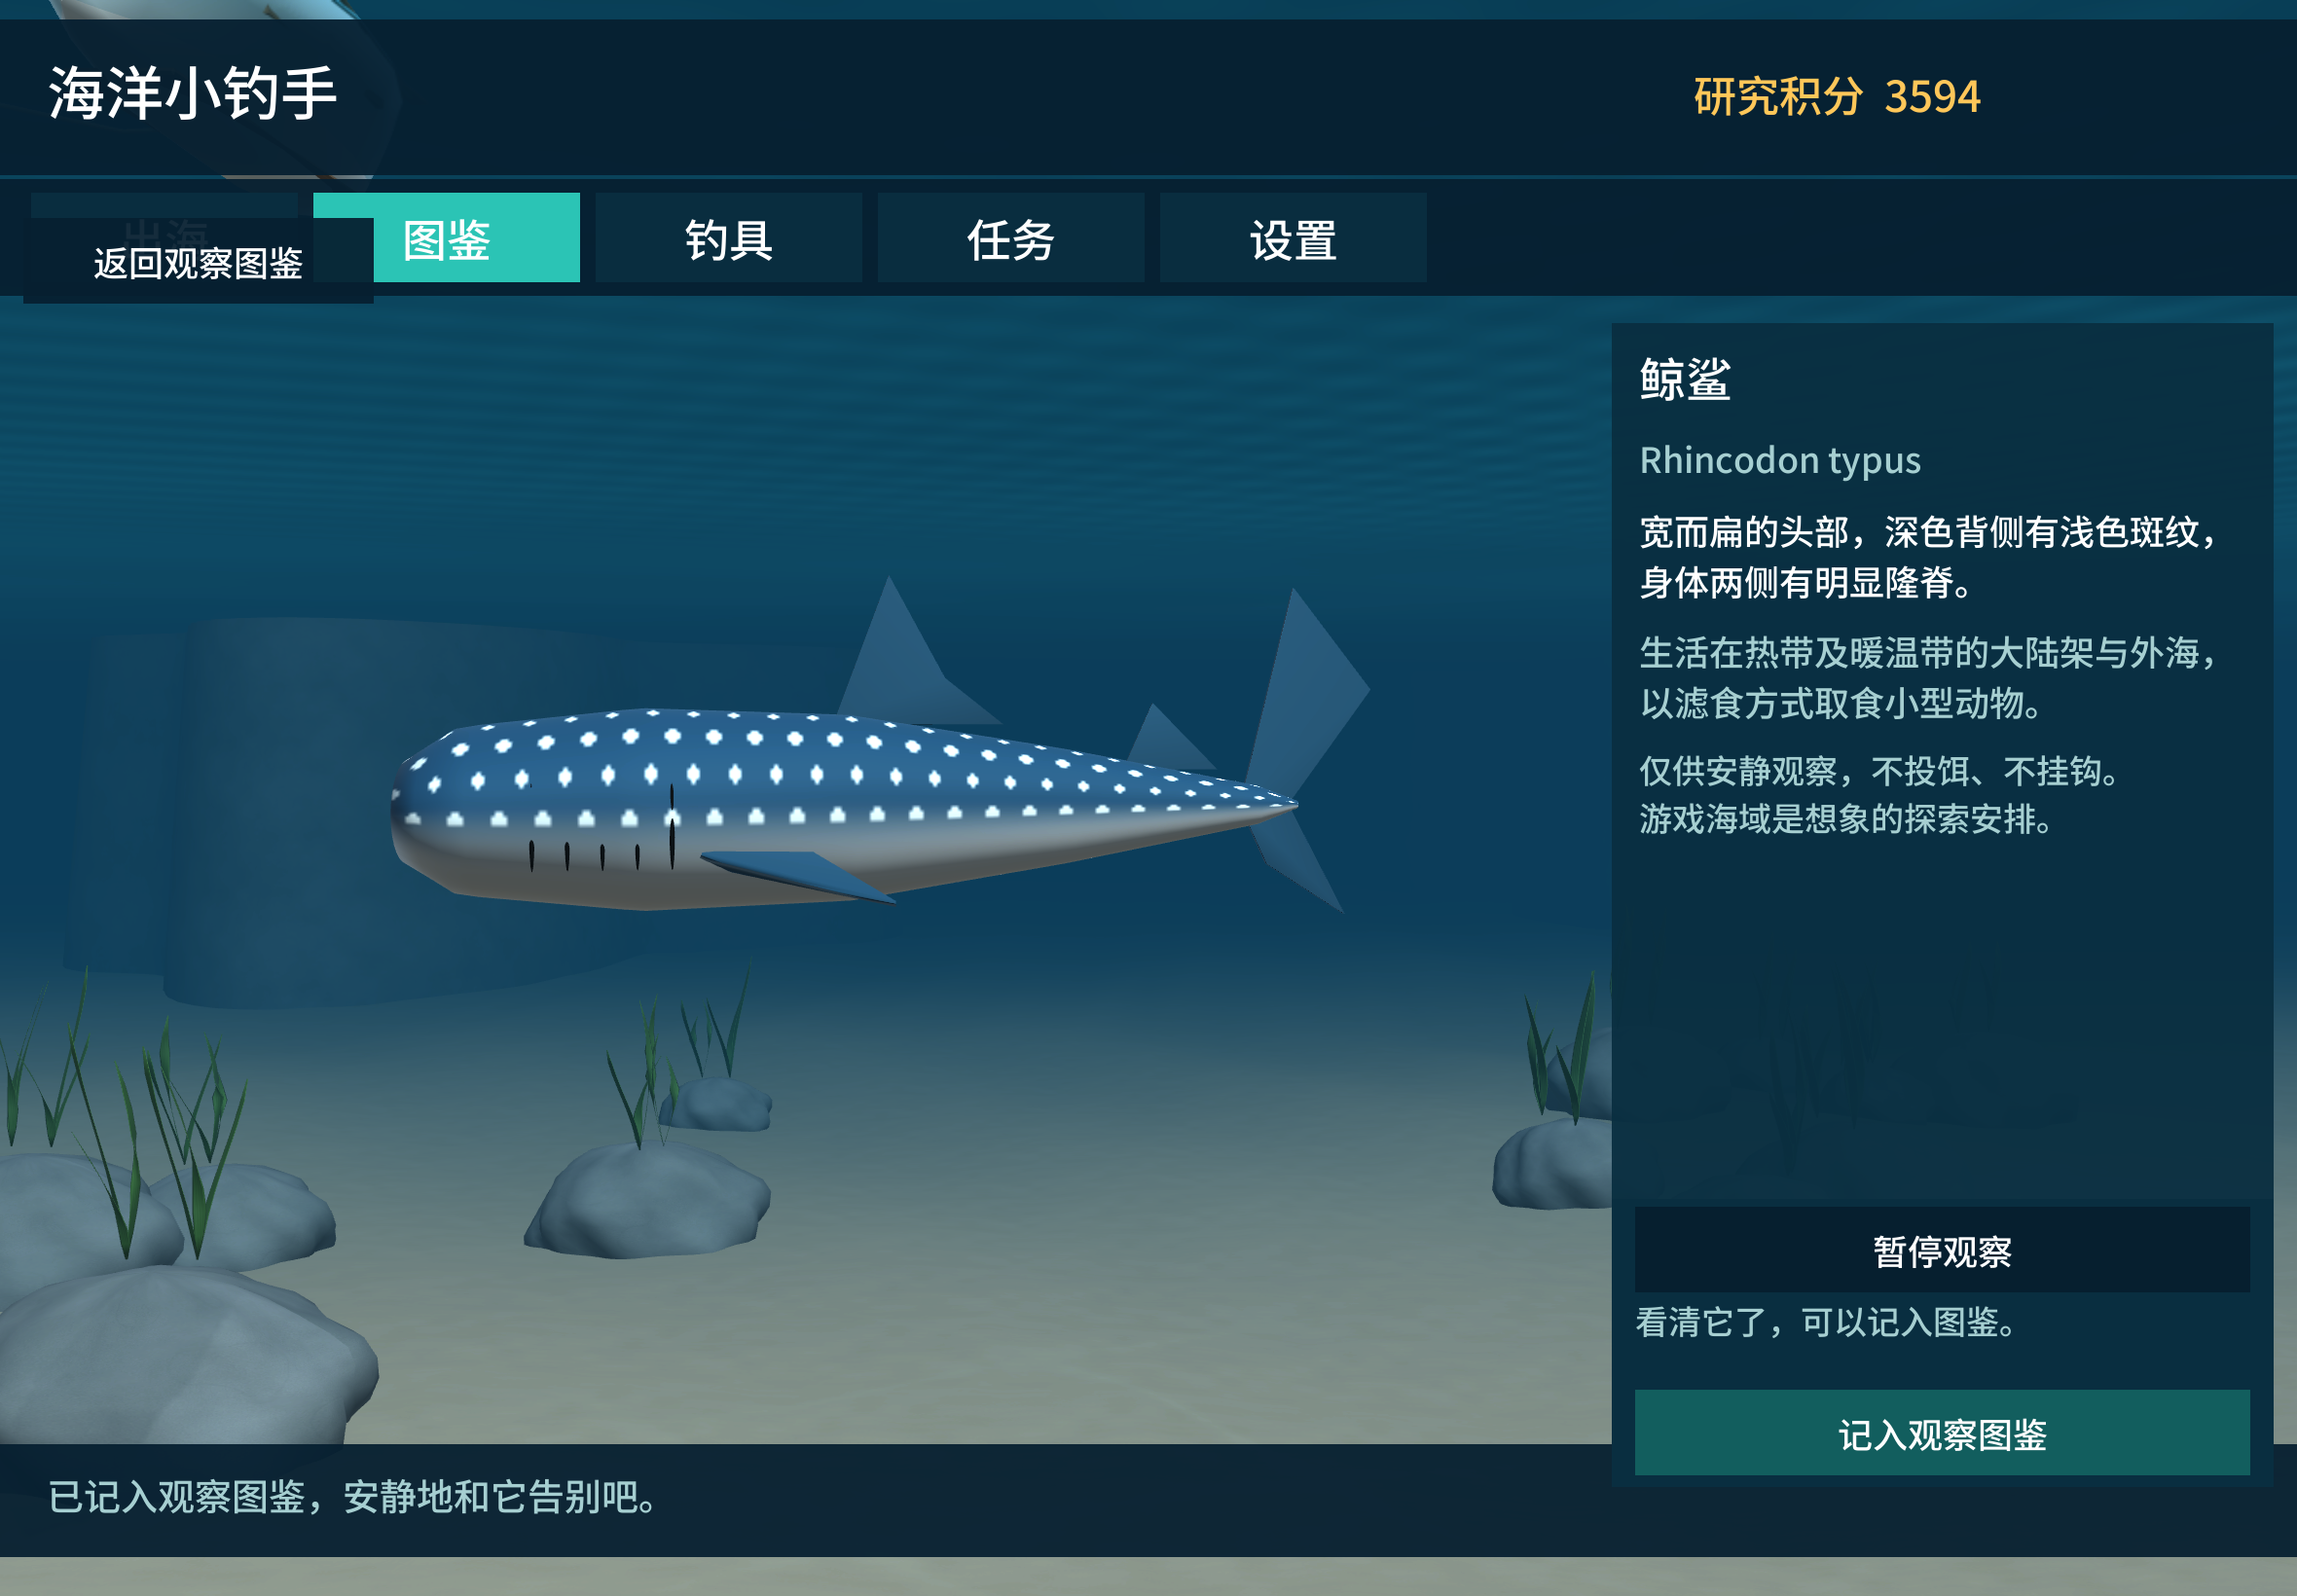 海洋小钓手
研究积分 3594
出海
图鉴
钓具
任务
设置
返回观察图鉴
鲸鲨
Rhincodon typus
宽而扁的头部，深色背侧有浅色斑纹，
身体两侧有明显隆脊。
生活在热带及暖温带的大陆架与外海，
以滤食方式取食小型动物。
仅供安静观察，不投饵、不挂钩。
游戏海域是想象的探索安排。
暂停观察
看清它了，可以记入图鉴。
记入观察图鉴
已记入观察图鉴，安静地和它告别吧。